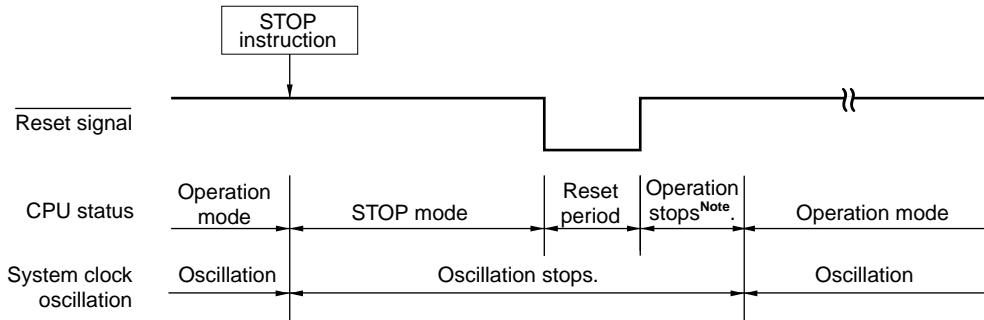 STOP
instruction
Reset signal
CPU status
Operation
mode
STOP mode
Reset
period
Operation
stopsNote.
Operation mode
System clock
oscillation
Oscillation
Oscillation stops.
Oscillation